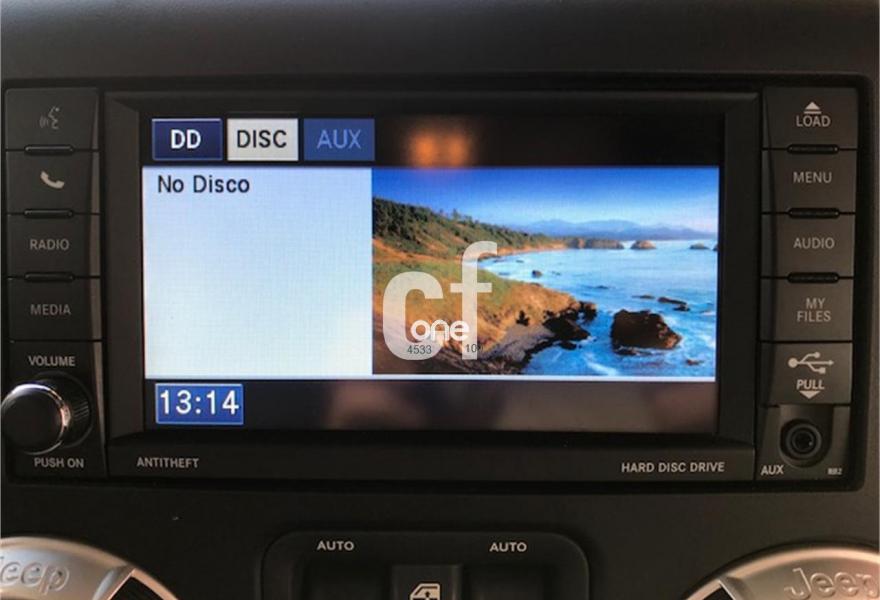 LOAD
DD DISC AUX
No Disco
MENU
RADIO
AUDIO
MEDIA
MY
FILES
cf
one
4533
VOLUME
PULL
13:14
PUSH ON
ANTITHEFT
HARD DISC DRIVE
AUX
AUTO
AUTO
Jeep
Jeep